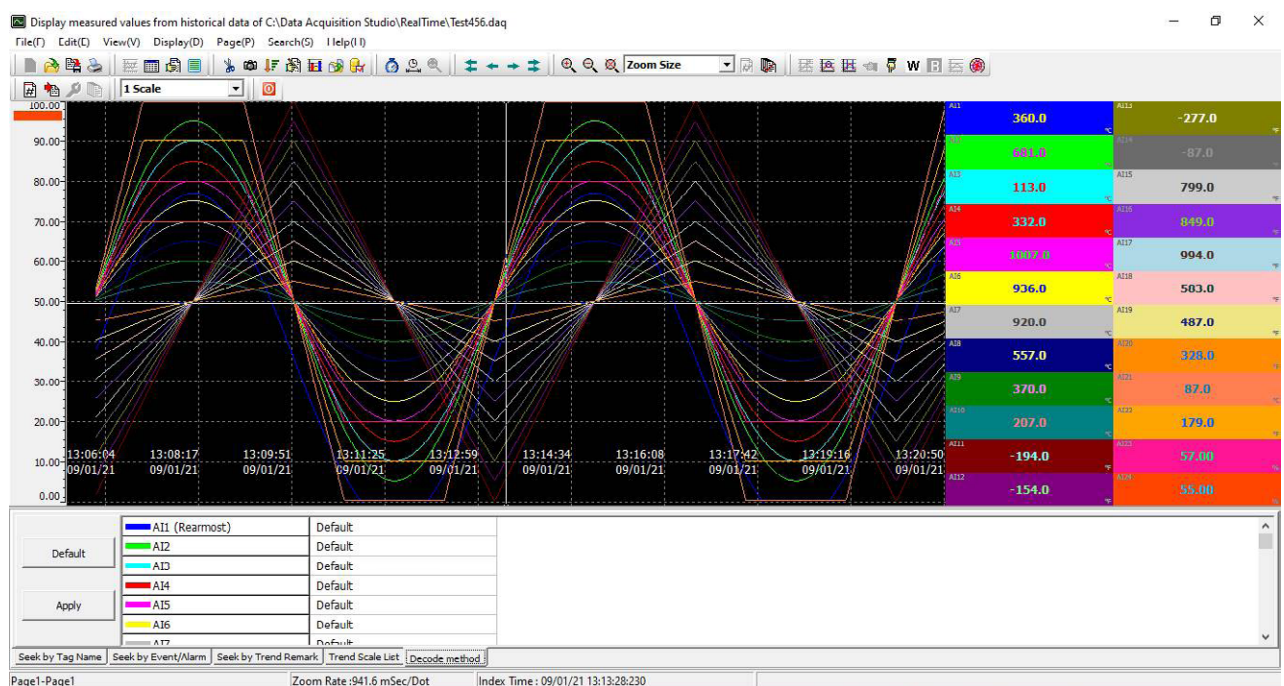 Display measured values from historical data of C:\Data Acquisition Studio\RealTime\Test456.daq
File(F) Edit(E) View(V) Display(D) Page(P) Search(S) Help(H)
Zoom Size
W
1 Scale
100.00
90.00
80.00
70.00
60.00
50.00
40.00
30.00
20.00
10.00
0.00
13:06:04 13:08:17 13:09:51 13:11:25 13:12:59 13:14:34 13:16:08 13:17:42 13:19:16 13:20:50
09/01/21 09/01/21 09/01/21 09/01/21 09/01/21 09/01/21 09/01/21 09/01/21 09/01/21 09/01/21
AI1 360.0 °C AI13 -277.0
681.0 AI14 -87.0
AI3 113.0 °C AI15 799.0 °F
AI4 332.0 °C AI16 849.0 °F
AI5 1007.0 °C AI17 994.0 °F
AI6 936.0 °C AI18 503.0 °F
AI7 920.0 °C AI19 487.0 °F
AI8 557.0 °C AI20 328.0 °F
AI9 370.0 °C AI21 87.0 °F
AI10 207.0 °C AI22 179.0 °F
AI11 -194.0 °F AI23 57.00 %
AI12 -154.0 °F AI24 55.00 %
Default
Apply
AI1 (Rearmost) Default
AI2 Default
AI3 Default
AI4 Default
AI5 Default
AI6 Default
AI7 Default
Seek by Tag Name Seek by Event/Alarm Seek by Trend Remark Trend Scale List Decode method
Page1-Page1 Zoom Rate :941.6 mSec/Dot Index Time : 09/01/21 13:13:28:230